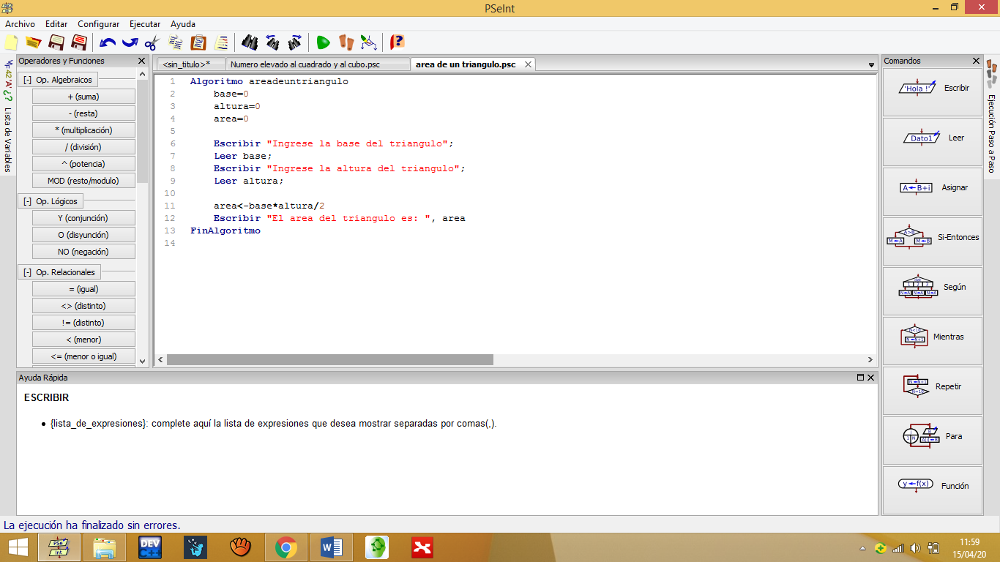 PSeInt
Archivo Editar Configurar Ejecutar Ayuda
Operadores y Funciones
[-] Op. Algebraicos
+ (suma)
- (resta)
* (multiplicación)
/ (división)
^ (potencia)
MOD (resto/modulo)
[-] Op. Lógicos
Y (conjunción)
O (disyunción)
NO (negación)
[-] Op. Relacionales
= (igual)
<> (distinto)
!= (distinto)
< (menor)
<= (menor o igual)
Lista de Variables
<sin_titulo>* Numero elevado al cuadrado y al cubo.psc area de un triangulo.psc
1 Algoritmo areadeuntriangulo
2 base=0
3 altura=0
4 area=0
5
6 Escribir "Ingrese la base del triangulo";
7 Leer base;
8 Escribir "Ingrese la altura del triangulo";
9 Leer altura;
10
11 area<-base*altura/2
12 Escribir "El area del triangulo es: ", area
13 FinAlgoritmo
14
Comandos
'Hola !' Escribir
Dato1 Leer
A←B+i Asignar
A>B M←A M←B Si-Entonces
Según
Mientras
Repetir
Para
y←f(x) Función
Ejecución Paso a Paso
Ayuda Rápida
ESCRIBIR
• {lista_de_expresiones}: complete aquí la lista de expresiones que desea mostrar separadas por comas(,).
La ejecución ha finalizado sin errores.
PSe
Int
DEV
C++
W
11:59
15/04/20